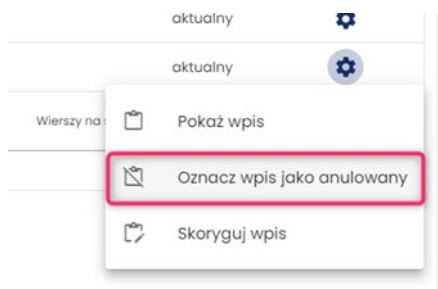 aktualny
aktualny
Wierszy na
Pokaż wpis
Oznacz wpis jako anulowany
Skoryguj wpis